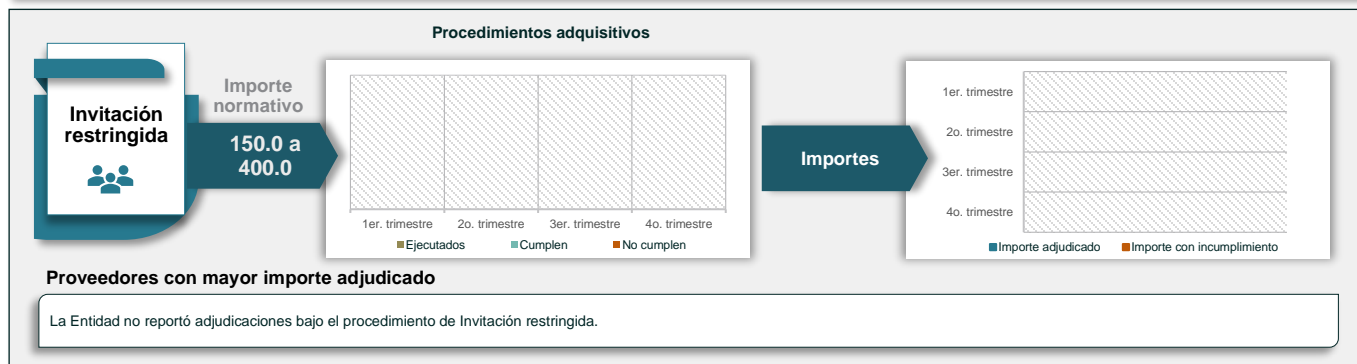 Procedimientos adquisitivos
Invitación
restringida
Importe
normativo
150.0 a
400.0
1er. trimestre
2o. trimestre
3er. trimestre
4o. trimestre
Ejecutados
Cumplen
No cumplen
Importes
1er. trimestre
2o. trimestre
3er. trimestre
4o. trimestre
Importe adjudicado
Importe con incumplimiento
Proveedores con mayor importe adjudicado
La Entidad no reportó adjudicaciones bajo el procedimiento de Invitación restringida.